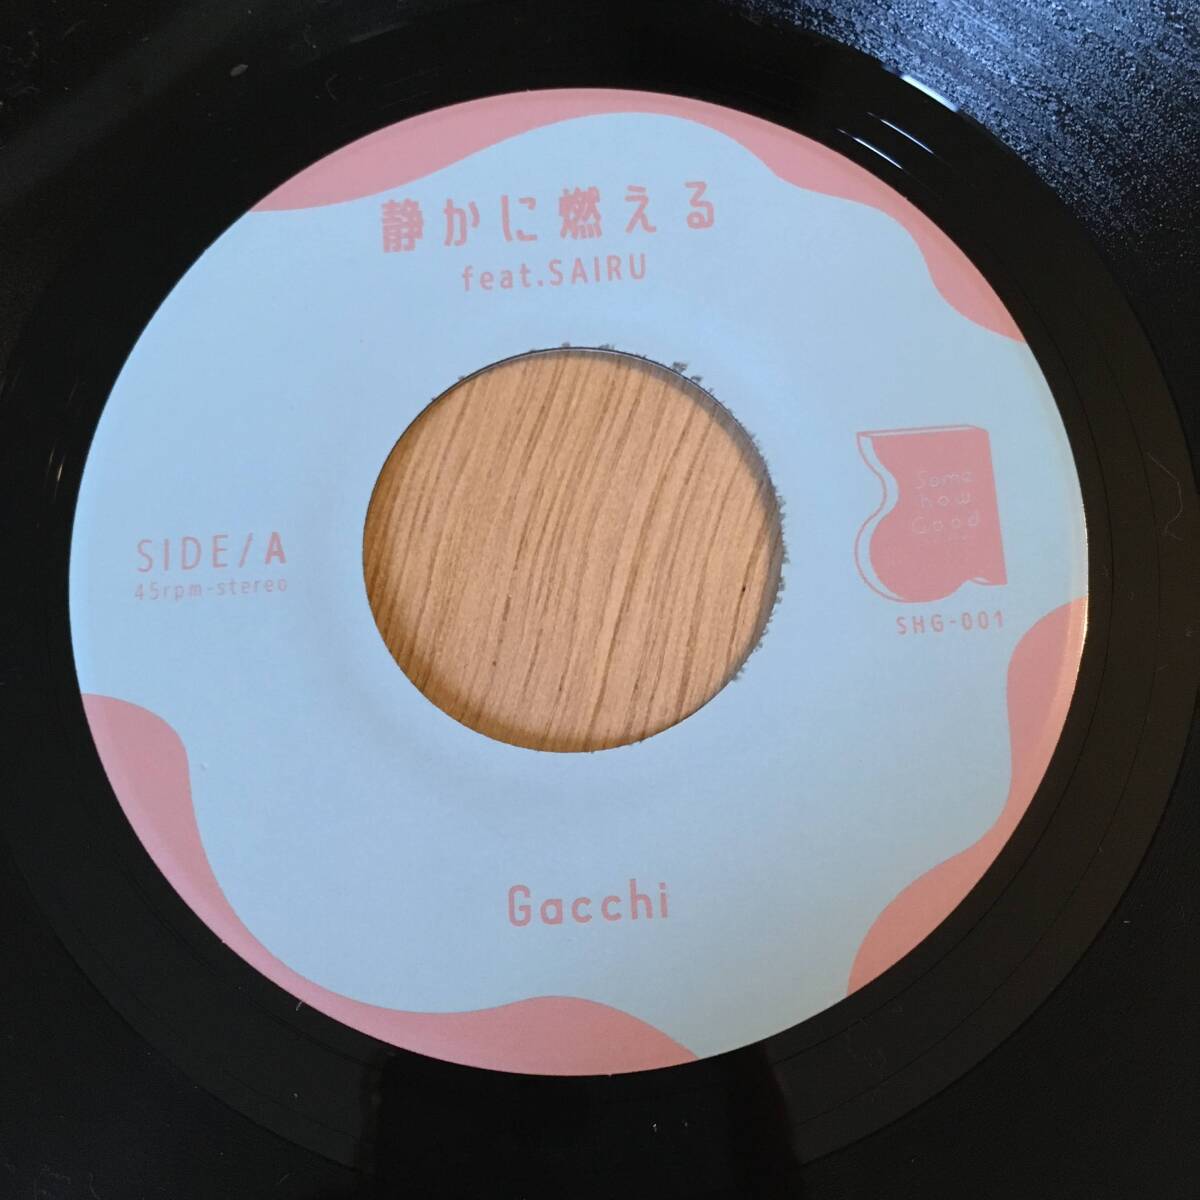 静かに燃える
feat.SAIRU
SIDE/A
45rpm-stereo
Some
how
Good
SHG-001
Gacchi